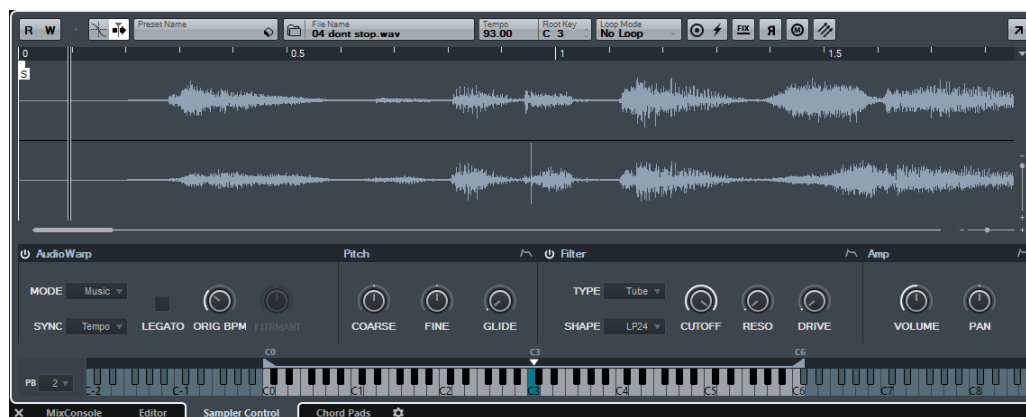 R W Preset Name File Name Tempo Root Key Loop Mode
04 dont stop.wav 93.00 C 3 No Loop FIX R M
0 0.5 1 1.5
S
AudioWarp Pitch Filter Amp
MODE Music TYPE Tube
SYNC Tempo LEGATO ORIG BPM FORMANT COARSE FINE GLIDE SHAPE LP24 CUTOFF RESO DRIVE VOLUME PAN
C0 C3 C6
PB 2 C-2 C-1 C0 C1 C2 C3 C4 C5 C6 C7 C8
MixConsole Editor Sampler Control Chord Pads